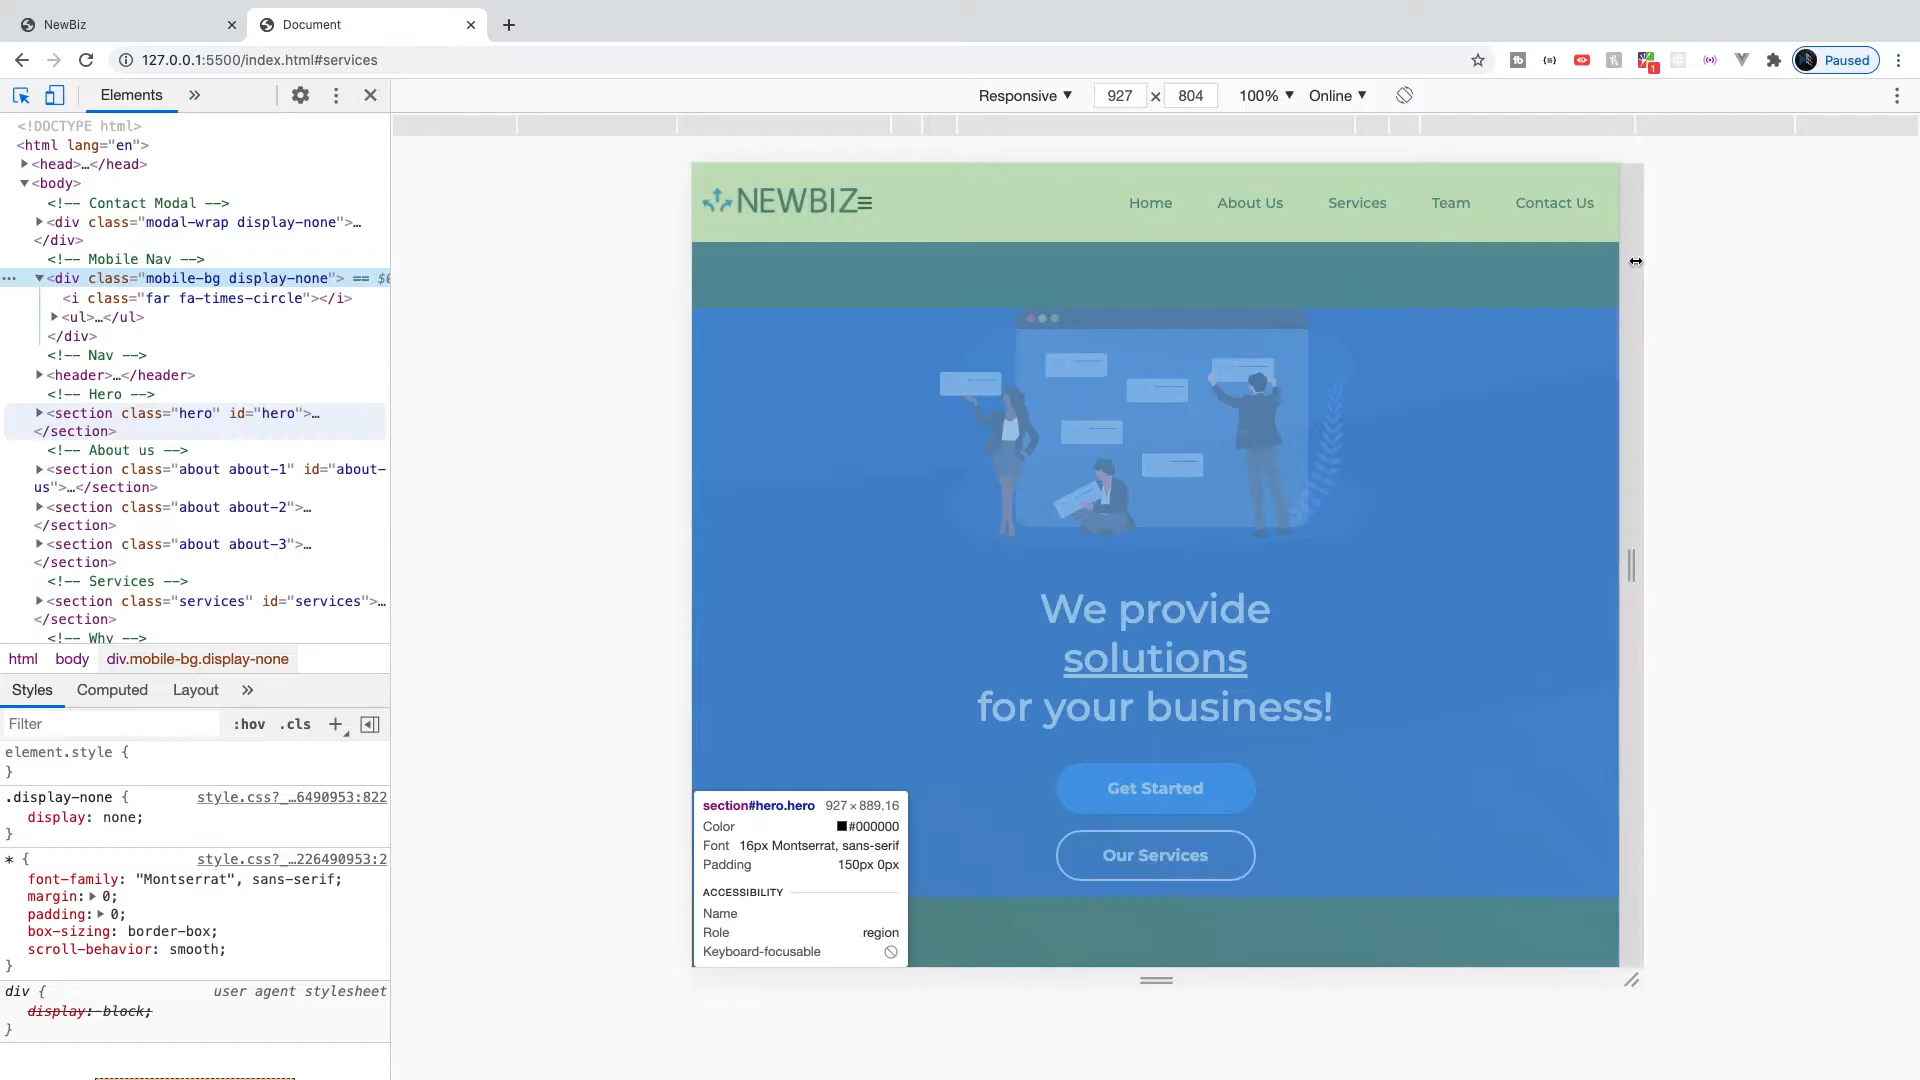 NewBiz
Document
127.0.0.1:5500/index.html#services
1
Paused
Elements
Responsive
927
804
100%
Online
<!DOCTYPE html>
<html lang="en">
<head>…</head>
<body>
<!-- Contact Modal -->
<div class="modal-wrap display-none">…
</div>
<!-- Mobile Nav -->
<div class="mobile-bg display-none"> == $0
<i class="far fa-times-circle"></i>
<ul>…</ul>
</div>
<!-- Nav -->
<header>…</header>
<!-- Hero -->
<section class="hero" id="hero">…
</section>
<!-- About us -->
<section class="about about-1" id="about-
us">…</section>
<section class="about about-2">…
</section>
<section class="about about-3">…
</section>
<!-- Services -->
<section class="services" id="services">…
</section>
<!-- Why -->
html body div.mobile-bg.display-none
Styles Computed Layout
Filter
:hov .cls
element.style {
}
.display-none { style.css?_…6490953:822
display: none;
}
* { style.css?_…226490953:2
font-family: "Montserrat", sans-serif;
margin: 0;
padding: 0;
box-sizing: border-box;
scroll-behavior: smooth;
}
div { user agent stylesheet
display: block;
}
NEWBIZ
Home About Us Services Team Contact Us
We provide
solutions
for your business!
Get Started
Our Services
section#hero.hero 927 × 889.16
Color #000000
Font 16px Montserrat, sans-serif
Padding 150px 0px
ACCESSIBILITY
Name
Role region
Keyboard-focusable